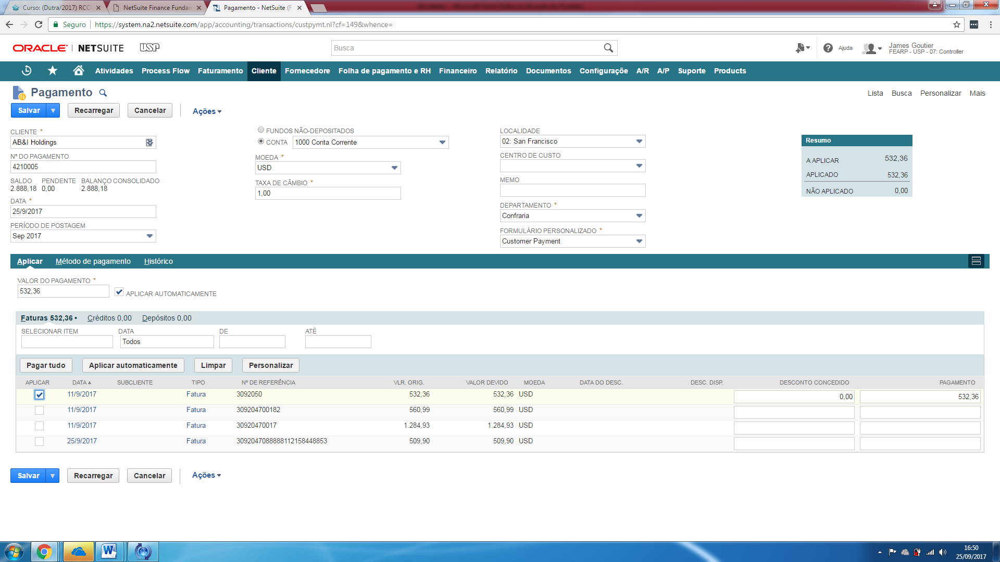 Curso: (Dutra/2017) RCC
NetSuite Finance Fundan
Pagamento - NetSuite (F
Seguro https://system.na2.netsuite.com/app/accounting/transactions/custpymt.nl?cf=149&whence=
ORACLE NETSUITE USP
Busca
Ajuda
James Goutier
FEARP - USP - 07: Controller
Atividades Process Flow Faturamento Cliente Fornecedore Folha de pagamento e RH Financeiro Relatório Documentos Configuraçõe A/R A/P Suporte Products
Pagamento
Lista Busca Personalizar Mais
Salvar Recarregar Cancelar Ações
CLIENTE *
AB&I Holdings
Nº DO PAGAMENTO
4210005
SALDO PENDENTE BALANÇO CONSOLIDADO
2.888,18 0,00 2.888,18
DATA *
25/9/2017
PERÍODO DE POSTAGEM
Sep 2017
FUNDOS NÃO-DEPOSITADOS
CONTA 1000 Conta Corrente
MOEDA *
USD
TAXA DE CÂMBIO *
1,00
LOCALIDADE
02: San Francisco
CENTRO DE CUSTO
MEMO
DEPARTAMENTO *
Confraria
FORMULÁRIO PERSONALIZADO *
Customer Payment
Resumo
A APLICAR 532,36
APLICADO 532,36
NÃO APLICADO 0,00
Aplicar Método de pagamento Histórico
VALOR DO PAGAMENTO *
532,36
APLICAR AUTOMATICAMENTE
Faturas 532,36 • Créditos 0,00 Depósitos 0,00
SELECIONAR ITEM DATA DE ATÉ
Todos
Pagar tudo Aplicar automaticamente Limpar Personalizar
APLICAR DATA SUBCLIENTE TIPO Nº DE REFERÊNCIA VLR. ORIG. VALOR DEVIDO MOEDA DATA DO DESC. DESC. DISP. DESCONTO CONCEDIDO PAGAMENTO
11/9/2017 Fatura 3092050 532,36 532,36 USD 0,00 532,36
11/9/2017 Fatura 309204700182 560,99 560,99 USD
11/9/2017 Fatura 30920470017 1.284,93 1.284,93 USD
25/9/2017 Fatura 3092047088888112158448853 509,90 509,90 USD
Salvar Recarregar Cancelar Ações
16:50
25/09/2017